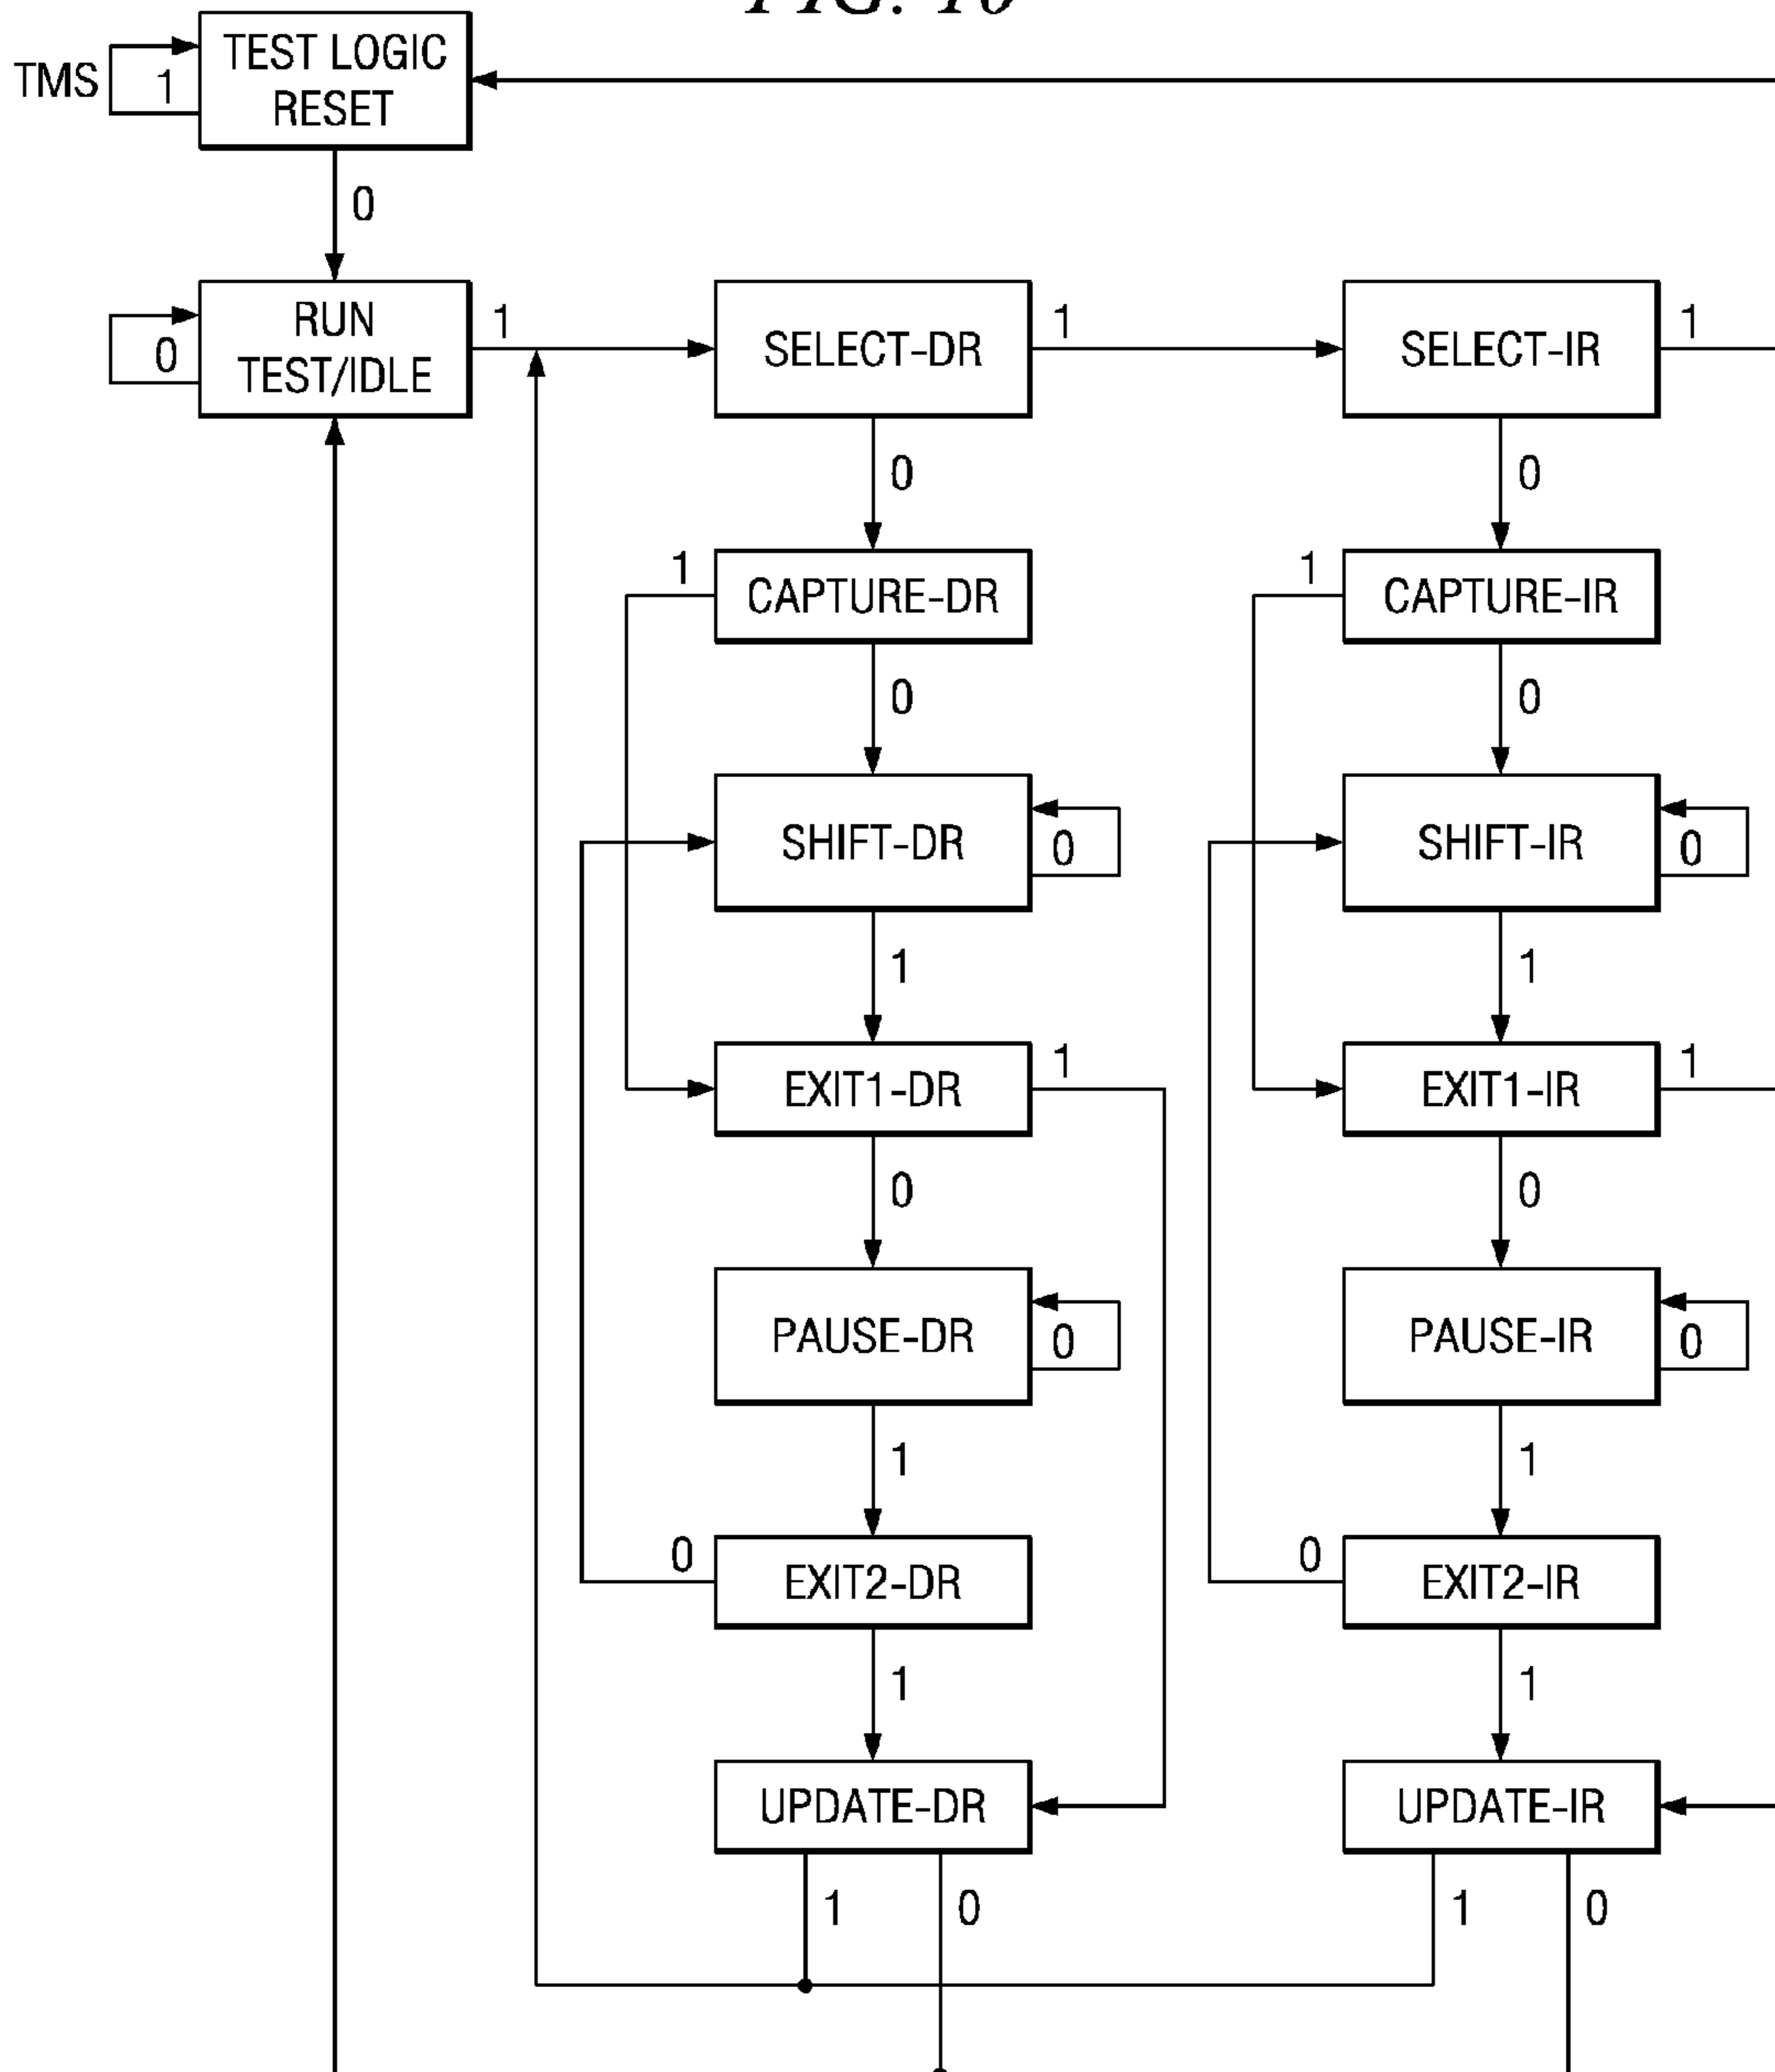 TEST LOGIC
RESET
TMS
1
0
RUN
TEST/IDLE
0
1
SELECT-DR
1
SELECT-IR
1
0
0
1
CAPTURE-DR
1
CAPTURE-IR
0
0
SHIFT-DR
0
SHIFT-IR
0
1
1
EXIT1-DR
1
EXIT1-IR
1
0
0
PAUSE-DR
0
PAUSE-IR
0
1
1
0
EXIT2-DR
0
EXIT2-IR
1
1
UPDATE-DR
UPDATE-IR
1
0
1
0